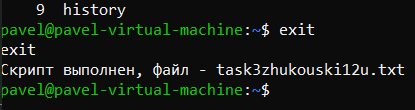 9  history
pavel@pavel-virtual-machine:~$ exit
exit
Скрипт выполнен, файл - task3zhukouski12u.txt
pavel@pavel-virtual-machine:~$